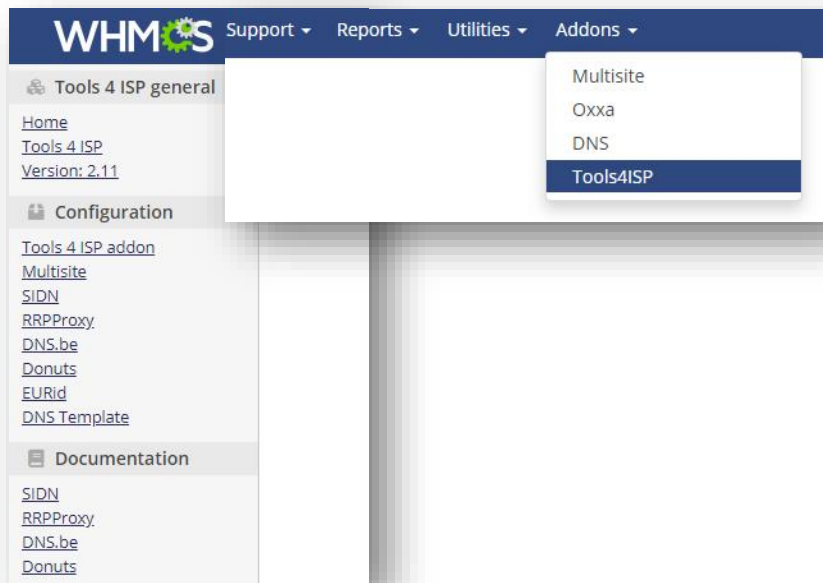 WHMCS Support Reports Utilities Addons
Multisite
Oxxa
DNS
Tools4ISP
Tools 4 ISP general
Home
Tools 4 ISP
Version: 2.11
Configuration
Tools 4 ISP addon
Multisite
SIDN
RRPProxy
DNS.be
Donuts
EURid
DNS Template
Documentation
SIDN
RRPProxy
DNS.be
Donuts